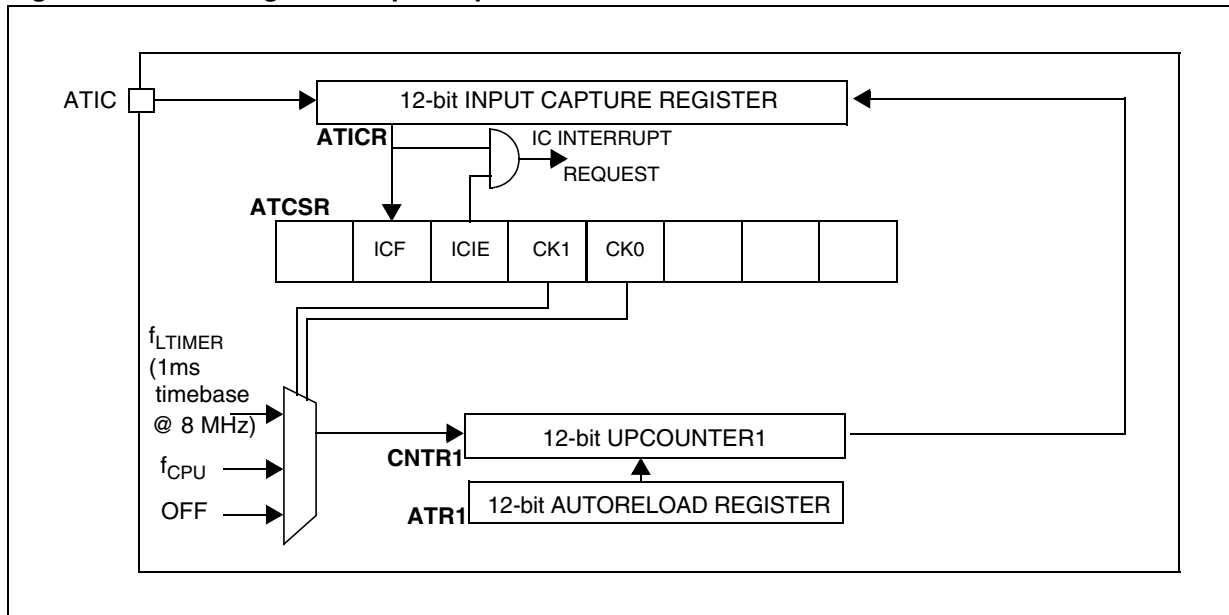 ATIC
12-bit INPUT CAPTURE REGISTER
ATICR
IC INTERRUPT
REQUEST
ATCSR
ICF
ICIE
CK1
CK0
fLTIMER
(1ms
timebase
@ 8 MHz)
fCPU
OFF
12-bit UPCOUNTER1
CNTR1
12-bit AUTORELOAD REGISTER
ATR1